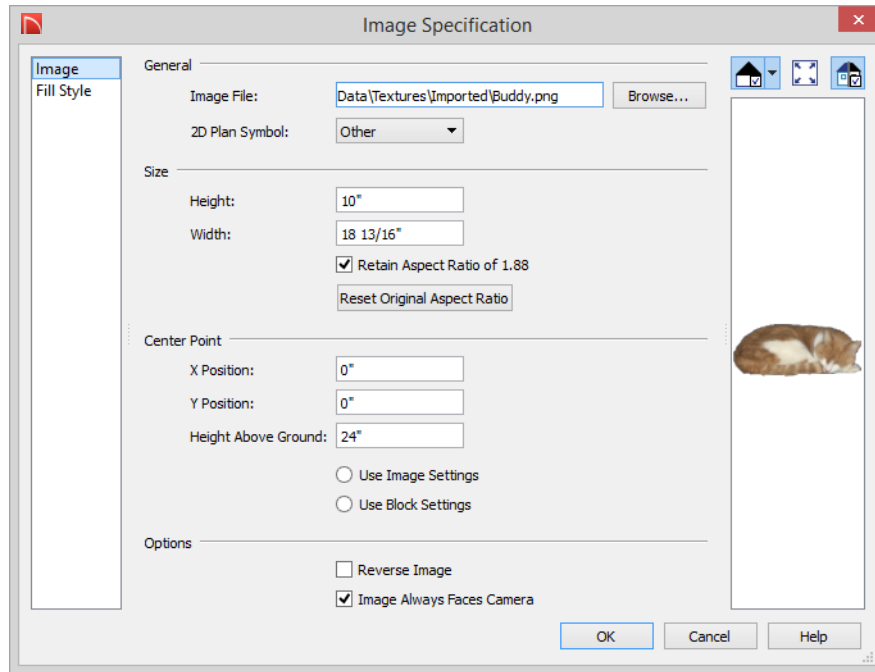 Image Specification
Image
Fill Style
General
Image File: Data\Textures\Imported\Buddy.png Browse...
2D Plan Symbol: Other
Size
Height: 10"
Width: 18 13/16"
Retain Aspect Ratio of 1.88
Reset Original Aspect Ratio
Center Point
X Position: 0"
Y Position: 0"
Height Above Ground: 24"
Use Image Settings
Use Block Settings
Options
Reverse Image
Image Always Faces Camera
OK Cancel Help